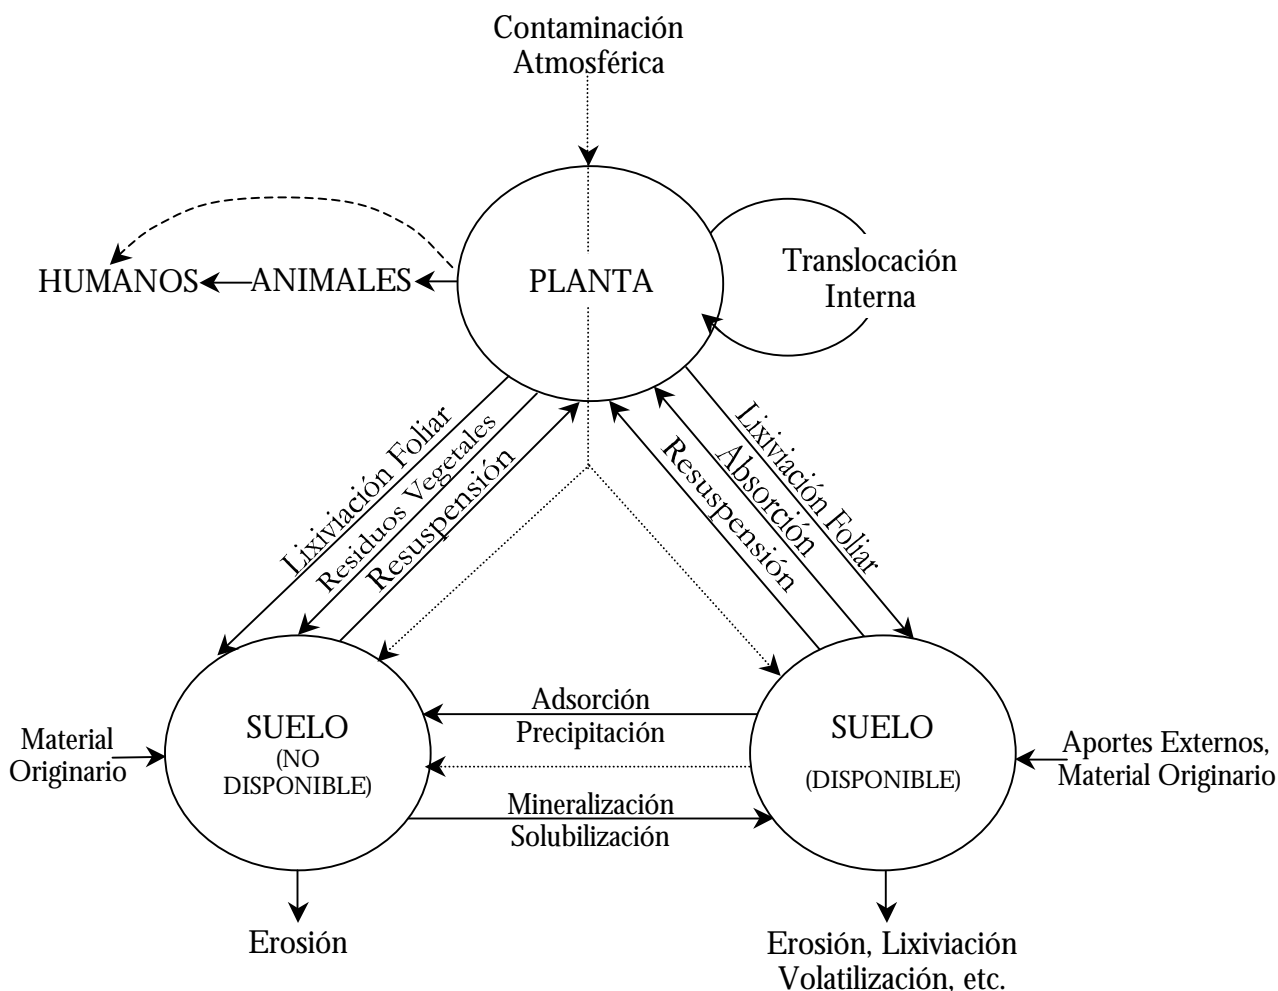 Contaminación
Atmosférica
HUMANOS
ANIMALES
PLANTA
Translocación
Interna
Lixiviación Foliar
Residuos Vegetales
Resuspensión
Resuspensión
Absorción
Lixiviación Foliar
Material
Originario
SUELO
(NO
DISPONIBLE)
Adsorción
Precipitación
Mineralización
Solubilización
SUELO
(DISPONIBLE)
Aportes Externos,
Material Originario
Erosión
Erosión, Lixiviación
Volatilización, etc.